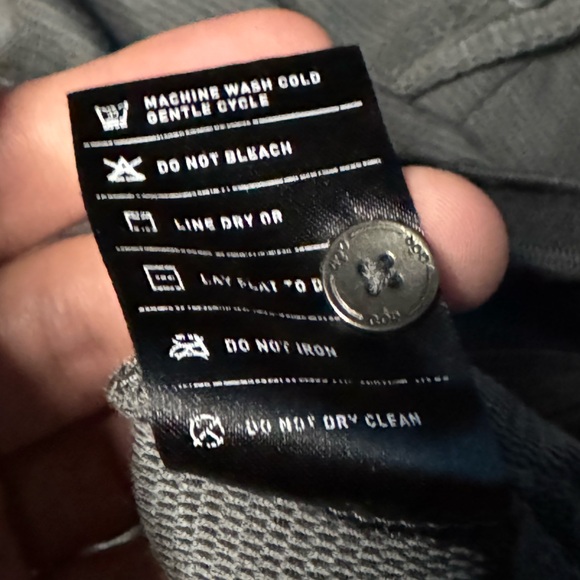 MACHINE WASH COLD
GENTLE CYCLE
DO NOT BLEACH
LINE DRY OR
LAY FLAT TO D
DO NOT IRON
DO NOT DRY CLEAN